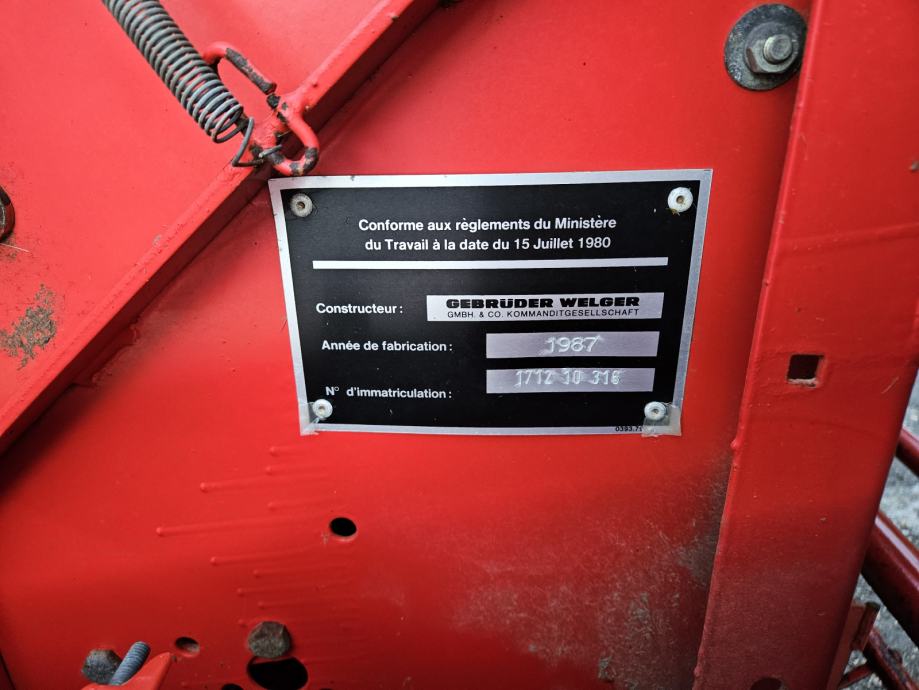 Conforme aux règlements du Ministère
du Travail à la date du 15 Juillet 1980
Constructeur : GEBRÜDER WELGER
GMBH. & CO. KOMMANDITGESELLSCHAFT
Année de fabrication : 1987
N° d'immatriculation : 1712 10 316
0393.71